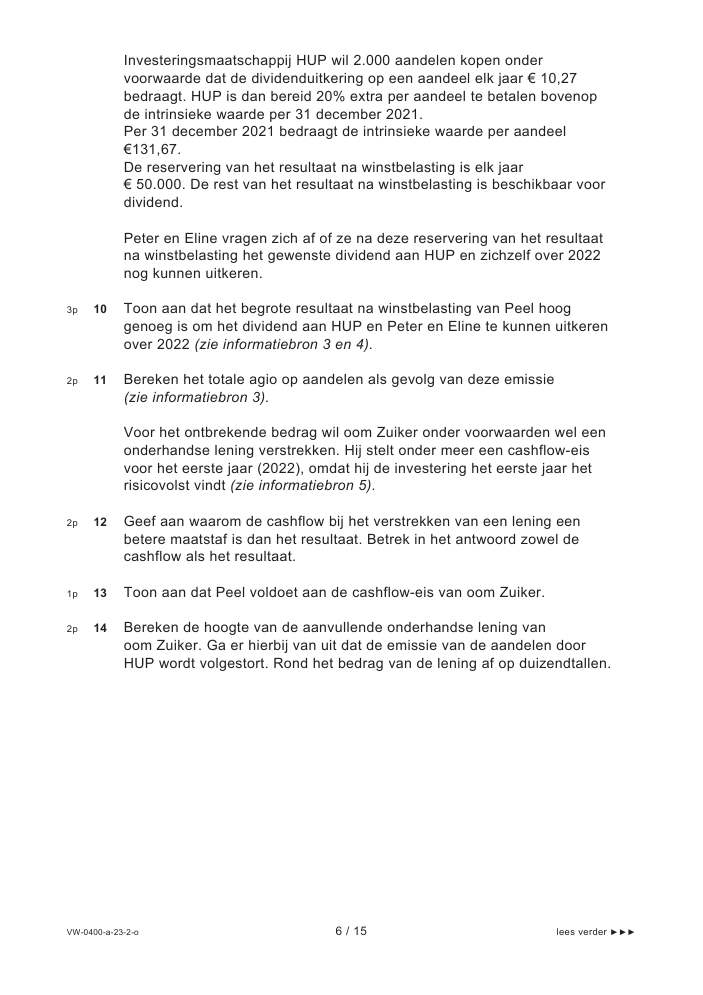 Investeringsmaatschappij HUP wil 2.000 aandelen kopen onder
voorwaarde dat de dividenduitkering op een aandeel elk jaar € 10,27
bedraagt. HUP is dan bereid 20% extra per aandeel te betalen bovenop
de intrinsieke waarde per 31 december 2021.
Per 31 december 2021 bedraagt de intrinsieke waarde per aandeel
€131,67.
De reservering van het resultaat na winstbelasting is elk jaar
€ 50.000. De rest van het resultaat na winstbelasting is beschikbaar voor
dividend.
Peter en Eline vragen zich af of ze na deze reservering van het resultaat
na winstbelasting het gewenste dividend aan HUP en zichzelf over 2022
nog kunnen uitkeren.
3p 10 Toon aan dat het begrote resultaat na winstbelasting van Peel hoog
genoeg is om het dividend aan HUP en Peter en Eline te kunnen uitkeren
over 2022 (zie informatiebron 3 en 4).
2p 11 Bereken het totale agio op aandelen als gevolg van deze emissie
(zie informatiebron 3).
Voor het ontbrekende bedrag wil oom Zuiker onder voorwaarden wel een
onderhandse lening verstrekken. Hij stelt onder meer een cashflow-eis
voor het eerste jaar (2022), omdat hij de investering het eerste jaar het
risicovolst vindt (zie informatiebron 5).
2p 12 Geef aan waarom de cashflow bij het verstrekken van een lening een
betere maatstaf is dan het resultaat. Betrek in het antwoord zowel de
cashflow als het resultaat.
1p 13 Toon aan dat Peel voldoet aan de cashflow-eis van oom Zuiker.
2p 14 Bereken de hoogte van de aanvullende onderhandse lening van
oom Zuiker. Ga er hierbij van uit dat de emissie van de aandelen door
HUP wordt volgestort. Rond het bedrag van de lening af op duizendtallen.
VW-0400-a-23-2-o 6 / 15 lees verder ►►►